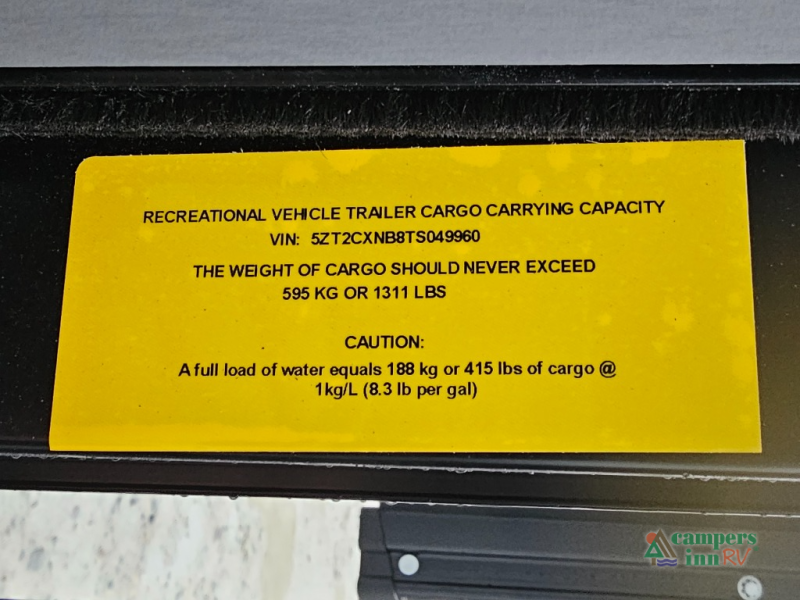 RECREATIONAL VEHICLE TRAILER CARGO CARRYING CAPACITY
VIN: 5ZT2CXNB8TS049960
THE WEIGHT OF CARGO SHOULD NEVER EXCEED
595 KG OR 1311 LBS
CAUTION:
A full load of water equals 188 kg or 415 lbs of cargo @
1kg/L (8.3 lb per gal)
campers
inn RV